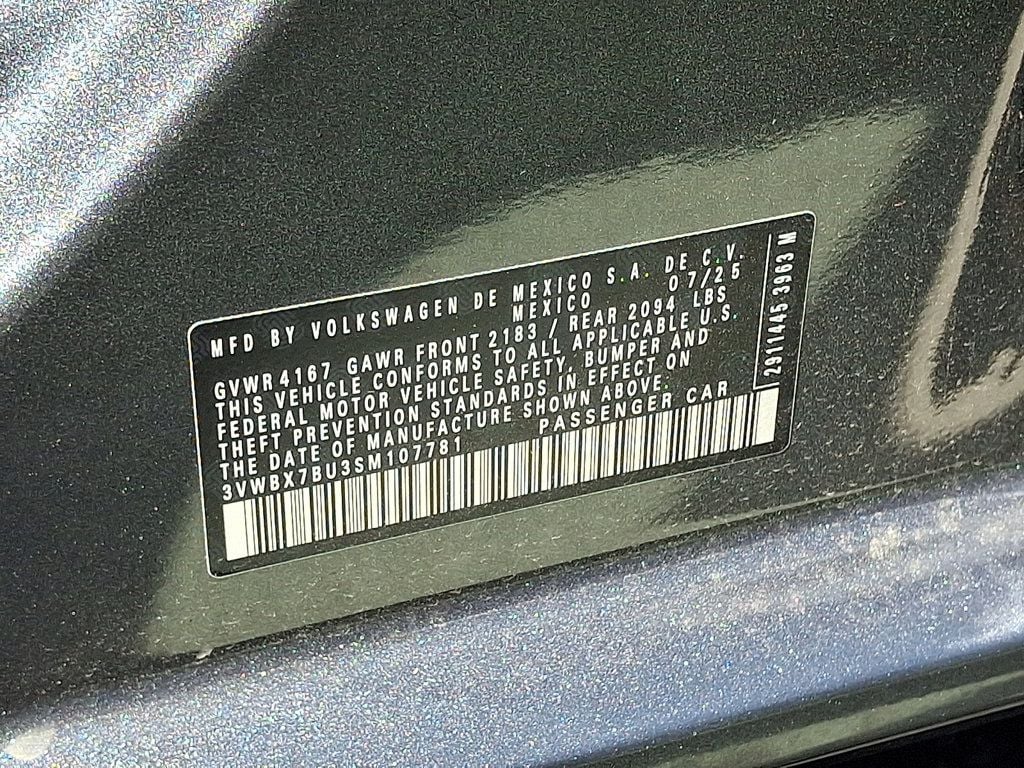 MFD BY VOLKSWAGEN DE MEXICO S.A. DE C.V.
MEXICO 07/25
GVWR 4167 GAWR FRONT 2183 / REAR 2094 LBS
THIS VEHICLE CONFORMS TO ALL APPLICABLE U.S.
FEDERAL MOTOR VEHICLE SAFETY, BUMPER AND
THEFT PREVENTION STANDARDS IN EFFECT ON
THE DATE OF MANUFACTURE SHOWN ABOVE.
3VWBX7BU3SM107781 PASSENGER CAR
2911445 3963 M